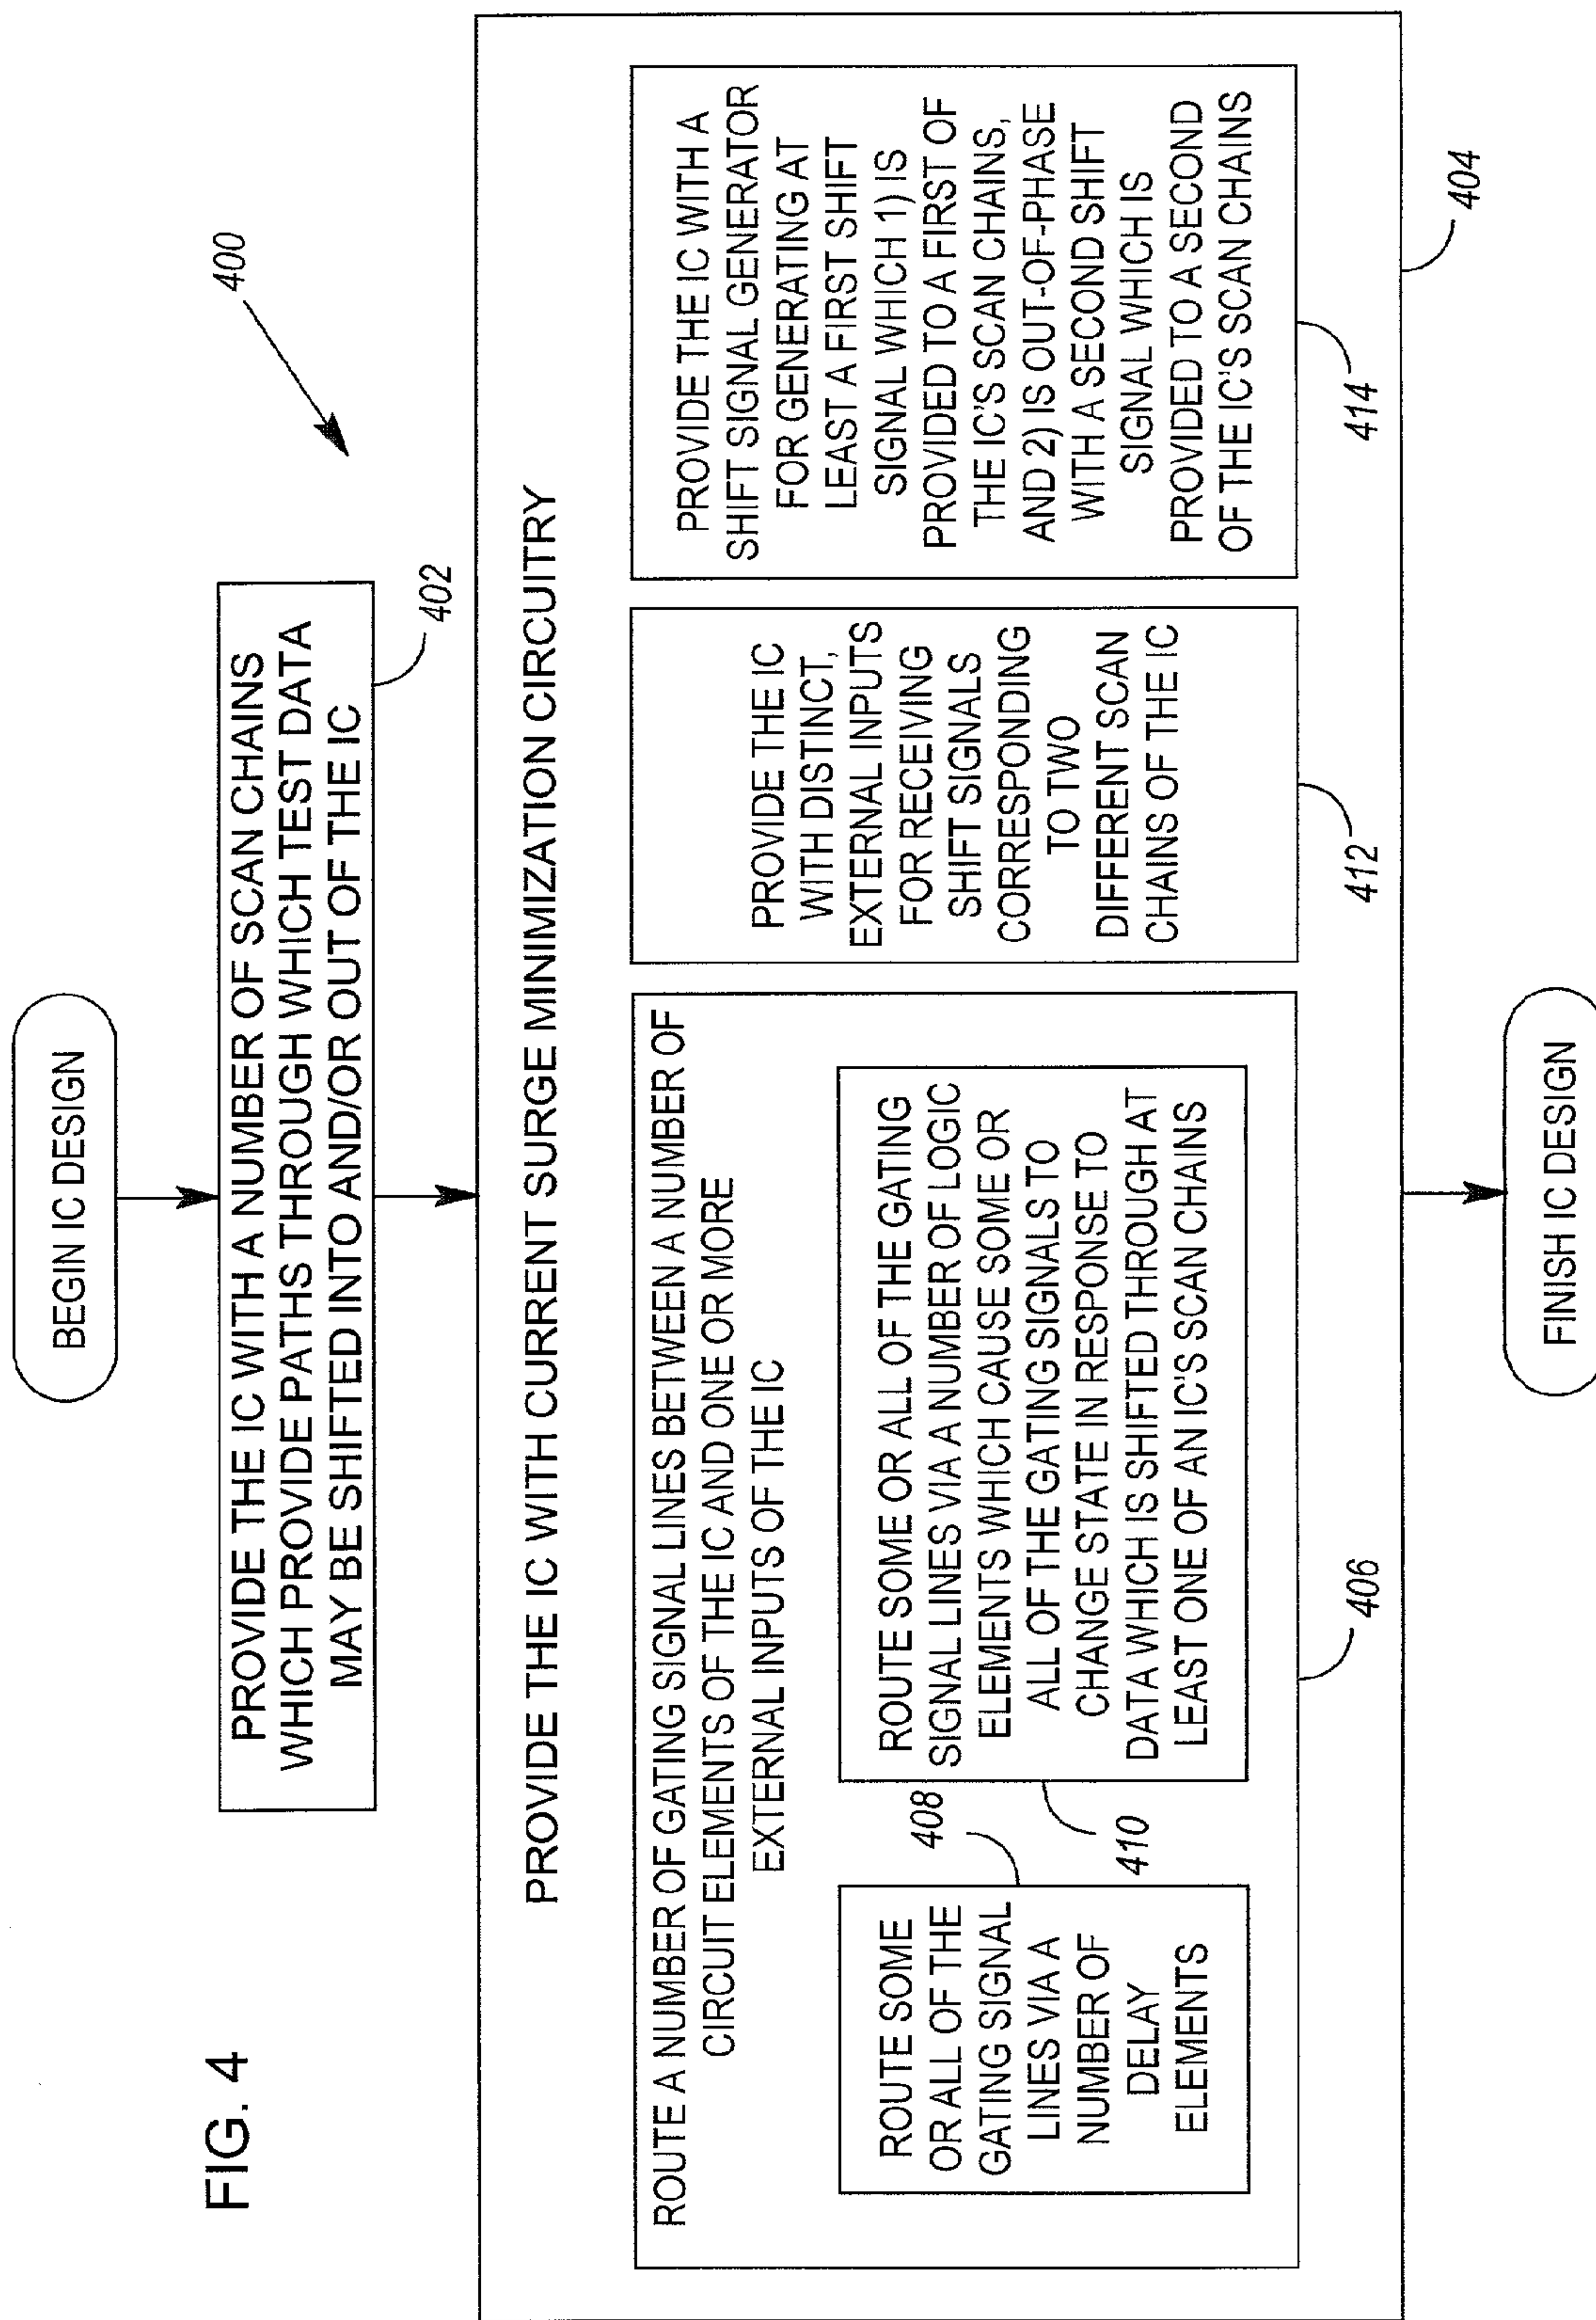 FIG. 4
400
BEGIN IC DESIGN
PROVIDE THE IC WITH A NUMBER OF SCAN CHAINS
WHICH PROVIDE PATHS THROUGH WHICH TEST DATA
MAY BE SHIFTED INTO AND/OR OUT OF THE IC
402
PROVIDE THE IC WITH CURRENT SURGE MINIMIZATION CIRCUITRY
ROUTE A NUMBER OF GATING SIGNAL LINES BETWEEN A NUMBER OF
CIRCUIT ELEMENTS OF THE IC AND ONE OR MORE
EXTERNAL INPUTS OF THE IC
408
ROUTE SOME
OR ALL OF THE
GATING SIGNAL
LINES VIA A
NUMBER OF
DELAY
ELEMENTS
ROUTE SOME OR ALL OF THE GATING
SIGNAL LINES VIA A NUMBER OF LOGIC
ELEMENTS WHICH CAUSE SOME OR
ALL OF THE GATING SIGNALS TO
CHANGE STATE IN RESPONSE TO
DATA WHICH IS SHIFTED THROUGH AT
LEAST ONE OF AN IC'S SCAN CHAINS
410
406
PROVIDE THE IC
WITH DISTINCT,
EXTERNAL INPUTS
FOR RECEIVING
SHIFT SIGNALS
CORRESPONDING
TO TWO
DIFFERENT SCAN
CHAINS OF THE IC
412
PROVIDE THE IC WITH A
SHIFT SIGNAL GENERATOR
FOR GENERATING AT
LEAST A FIRST SHIFT
SIGNAL WHICH 1) IS
PROVIDED TO A FIRST OF
THE IC'S SCAN CHAINS,
AND 2) IS OUT-OF-PHASE
WITH A SECOND SHIFT
SIGNAL WHICH IS
PROVIDED TO A SECOND
OF THE IC'S SCAN CHAINS
414
404
FINISH IC DESIGN